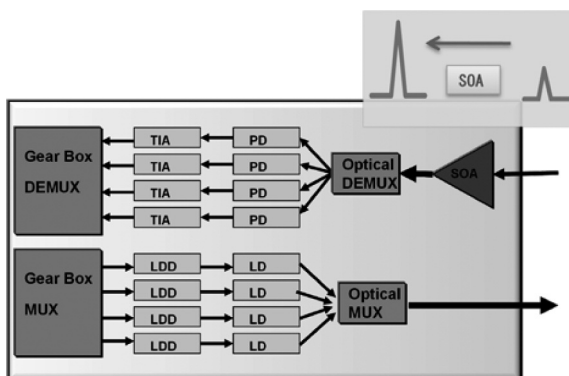 SOA
Gear Box
DEMUX
TIA
PD
TIA
PD
TIA
PD
TIA
PD
Optical
DEMUX
SOA
Gear Box
MUX
LDD
LD
LDD
LD
LDD
LD
LDD
LD
Optical
MUX